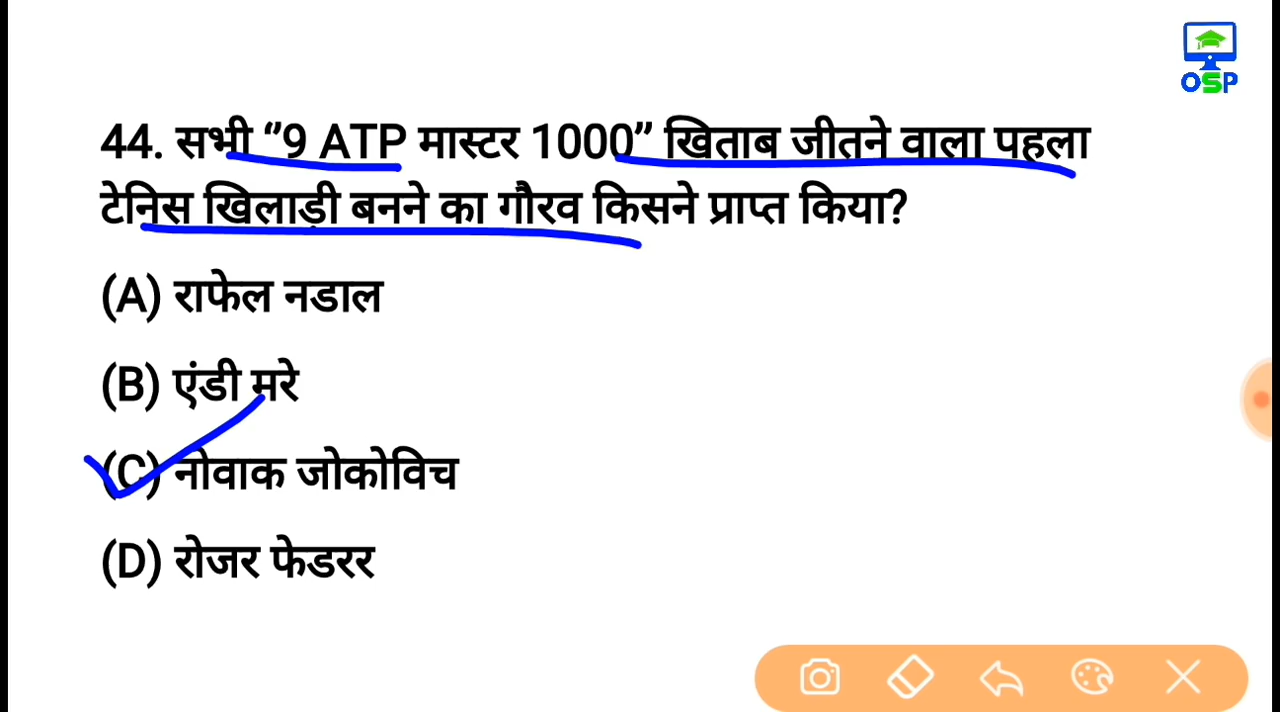 OSP
44. सभी “9 ATP मास्टर 1000” खिताब जीतने वाला पहला
टेनिस खिलाड़ी बनने का गौरव किसने प्राप्त किया?
(A) राफेल नडाल
(B) एंडी मरे
(C) नोवाक जोकोविच
(D) रोजर फेडरर